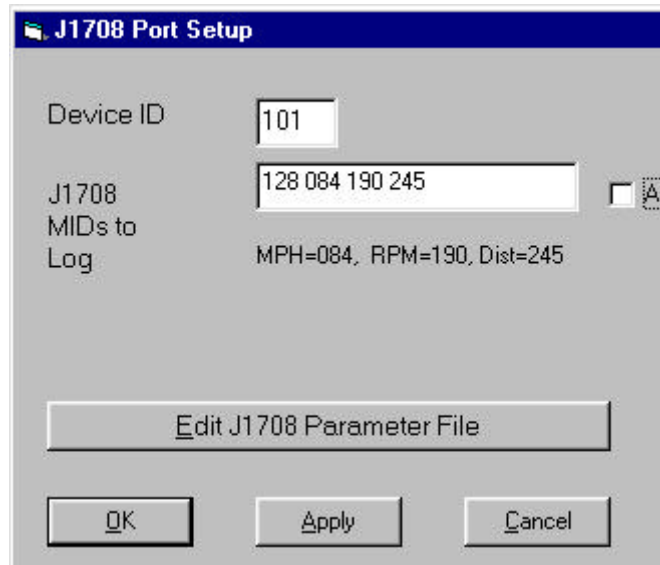 J1708 Port Setup
Device ID
101
J1708
MIDs to
Log
128 084 190 245
A
MPH=084, RPM=190, Dist=245
Edit J1708 Parameter File
OK
Apply
Cancel